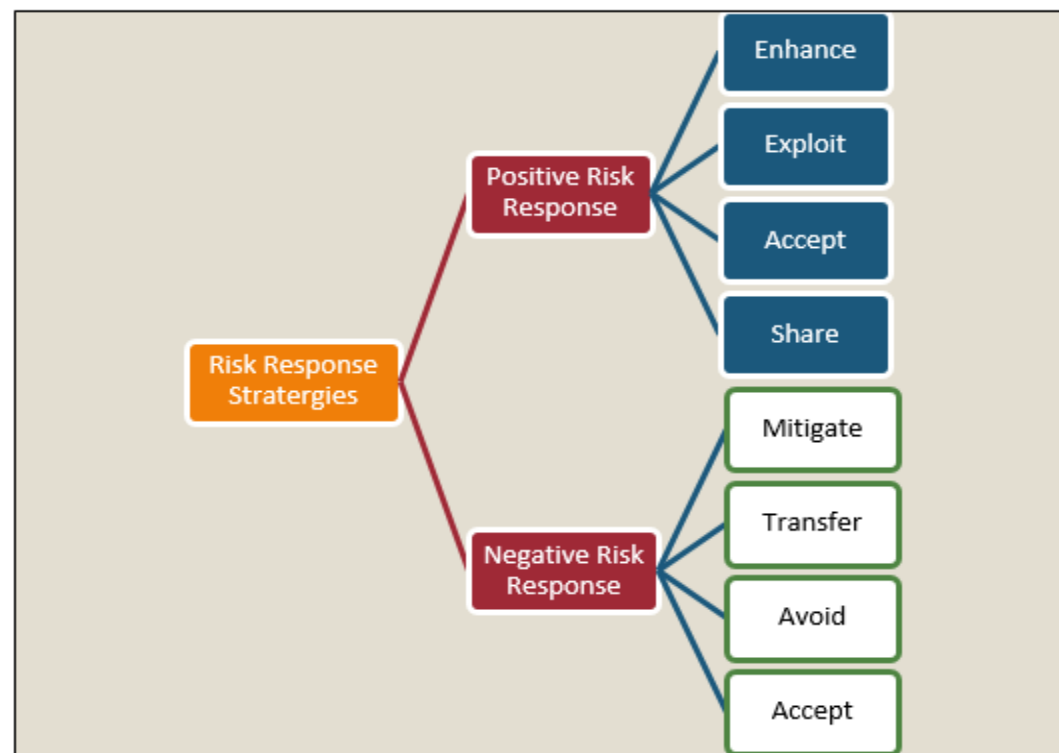 Risk Response
Stratergies
Positive Risk
Response
Enhance
Exploit
Accept
Share
Negative Risk
Response
Mitigate
Transfer
Avoid
Accept